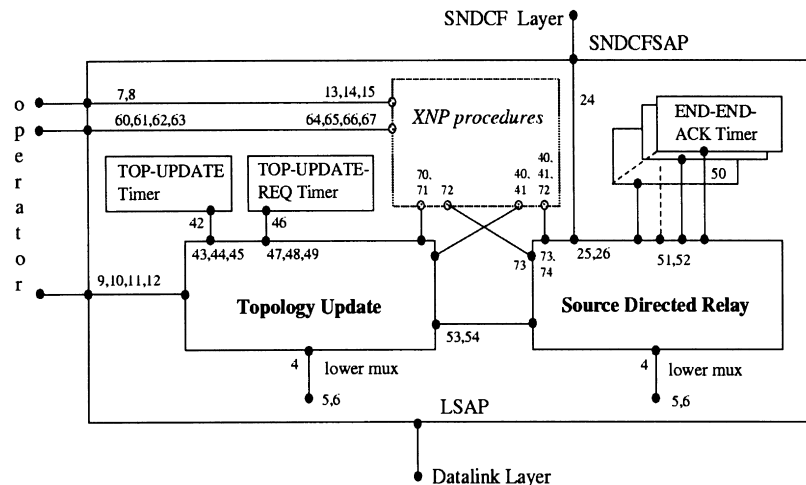 SNDCF Layer
SNDCFSAP
operator
7,8
13,14,15
60,61,62,63
64,65,66,67
XNP procedures
24
END-END-
ACK Timer
50
TOP-UPDATE
Timer
TOP-UPDATE-
REQ Timer
70.
71
72
40.
41
40.
41.
72
42
46
43,44,45
47,48,49
73
73.
74
25,26
51,52
9,10,11,12
Topology Update
Source Directed Relay
53,54
4
lower mux
5,6
4
lower mux
5,6
LSAP
Datalink Layer